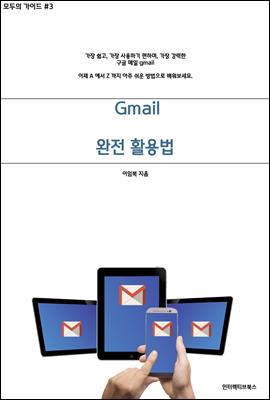 모두의 가이드 #3
가장 쉽고, 가장 사용하기 편하며, 가장 강력한
구글 메일 gmail
이제 A 에서 Z 까지 아주 쉬운 방법으로 배워보세요.
Gmail
완전 활용법
이임복 지음
인터랙티브북스